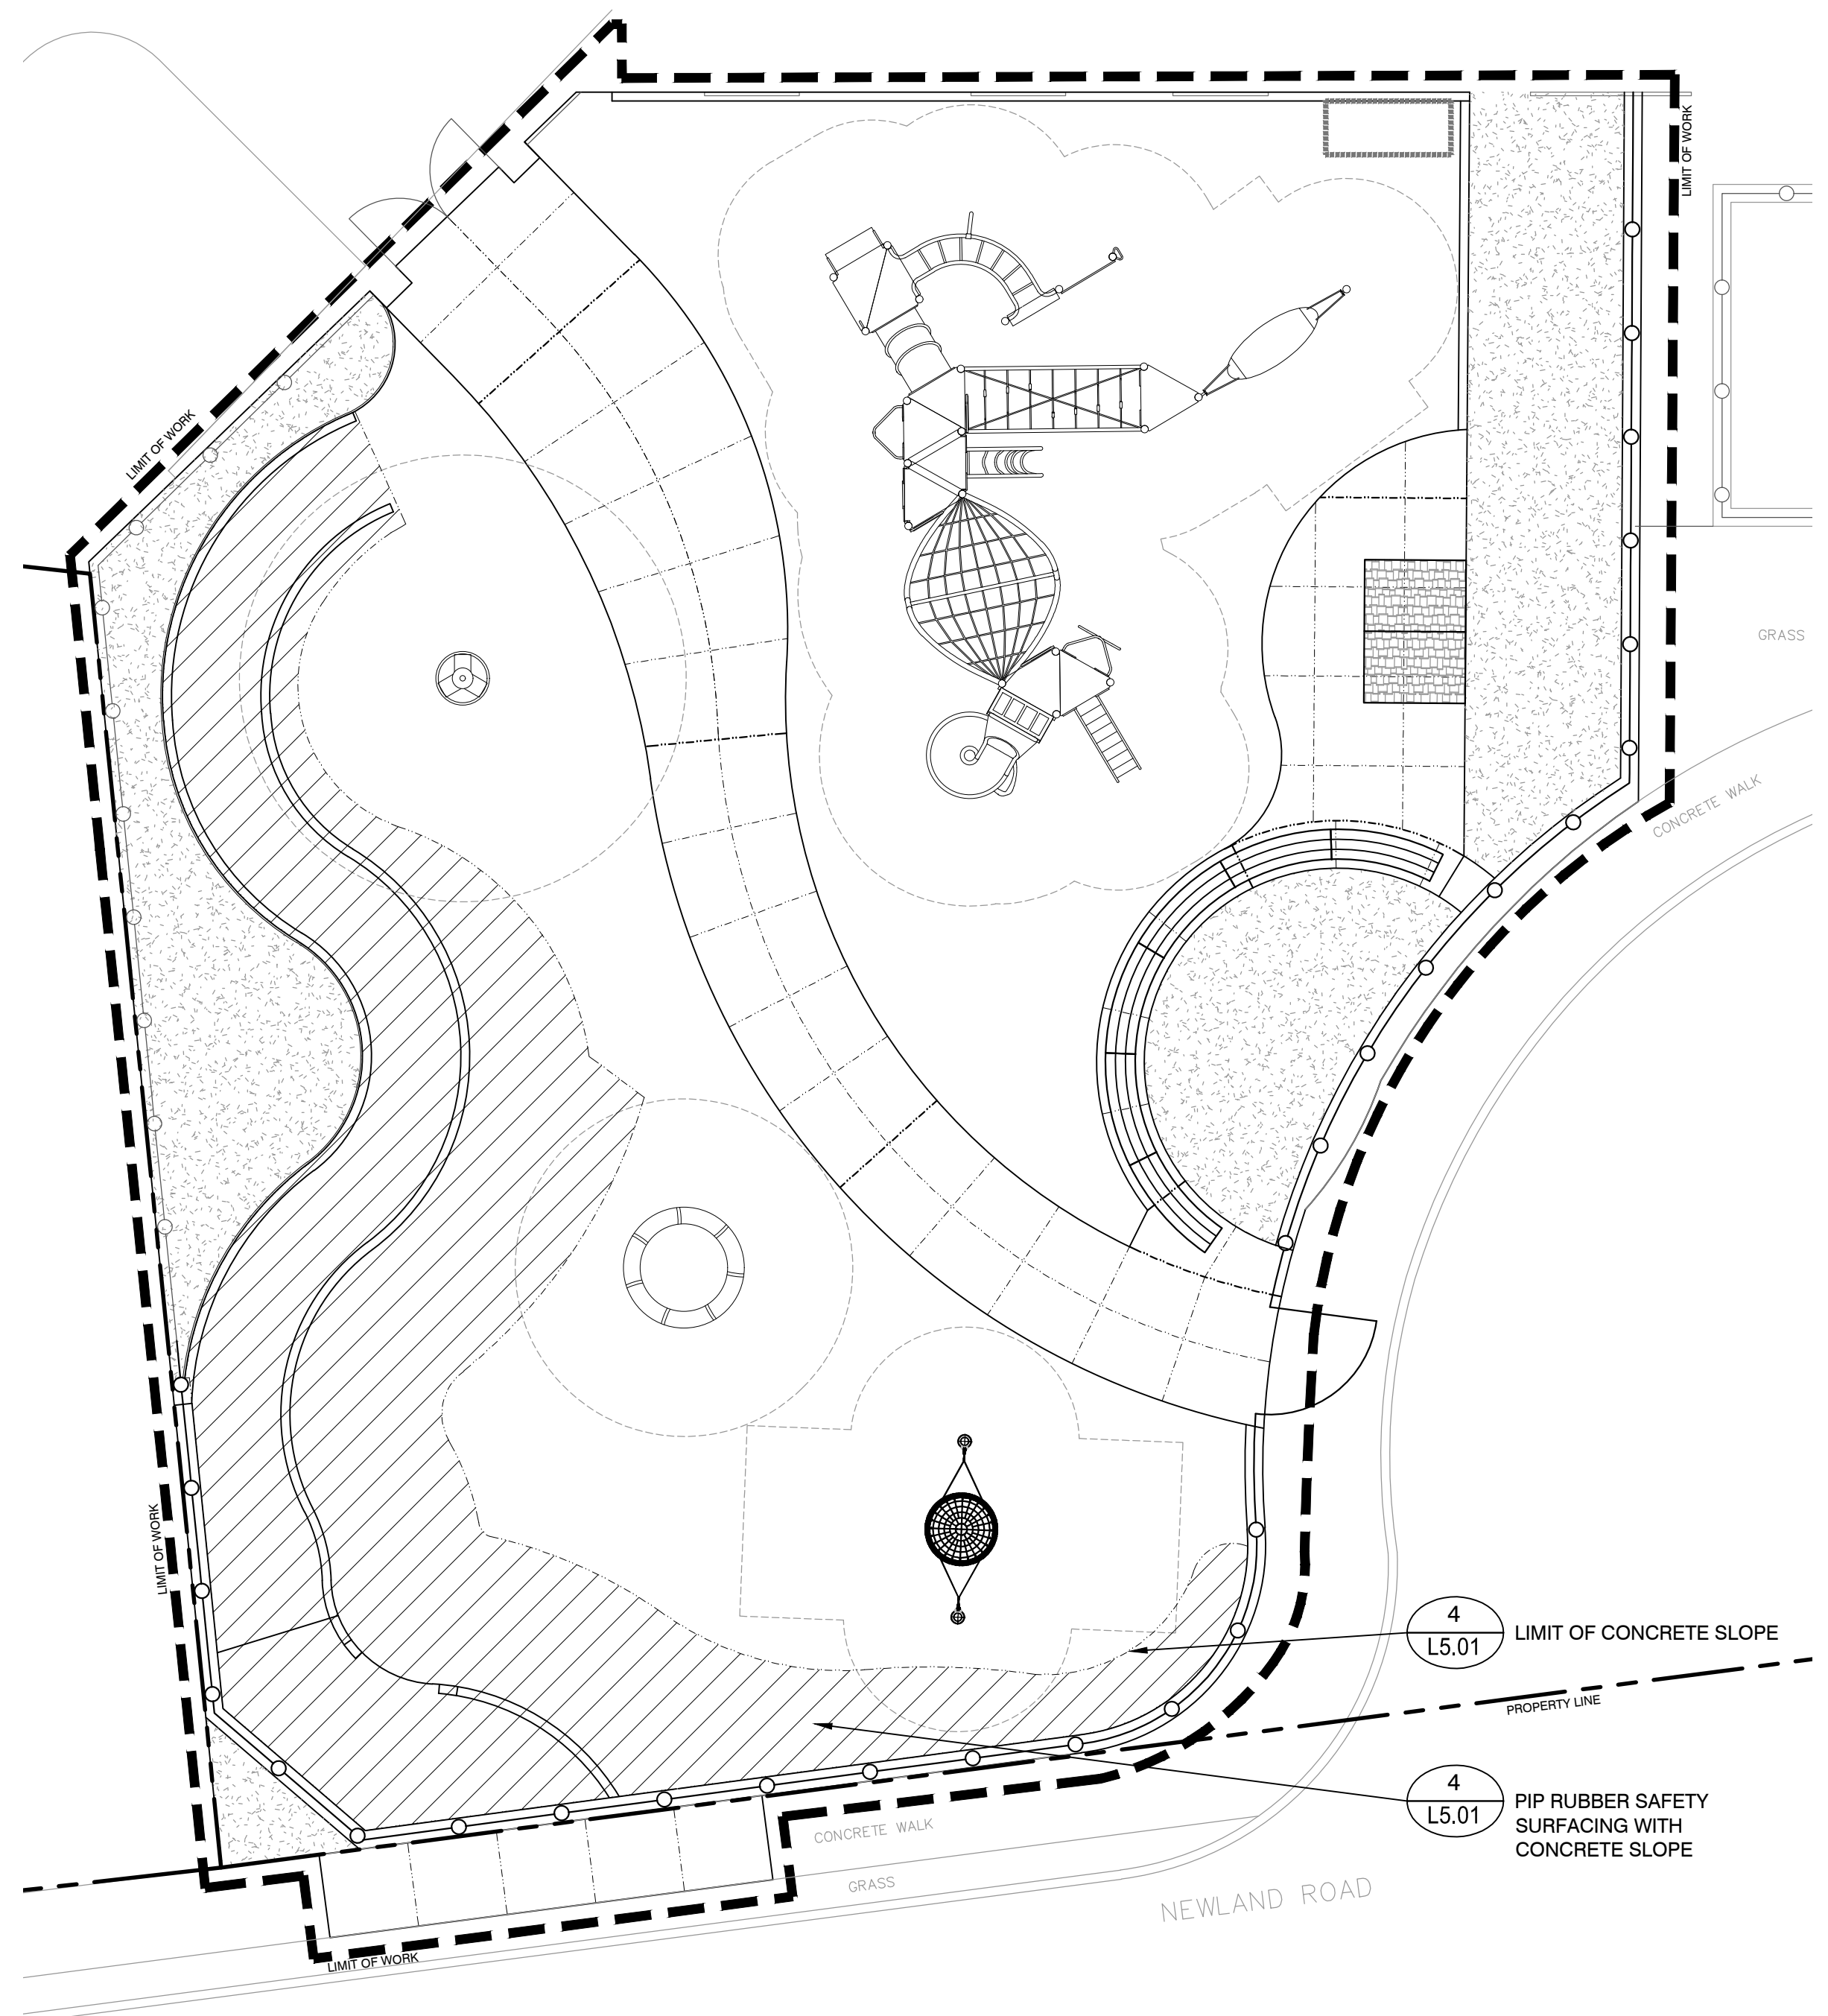 LIMIT OF WORK
LIMIT OF WORK
GRASS
CONCRETE WALK
LIMIT OF WORK
4
L5.01
LIMIT OF CONCRETE SLOPE
PROPERTY LINE
4
L5.01
PIP RUBBER SAFETY
SURFACING WITH
CONCRETE SLOPE
CONCRETE WALK
GRASS
NEWLAND ROAD
LIMIT OF WORK